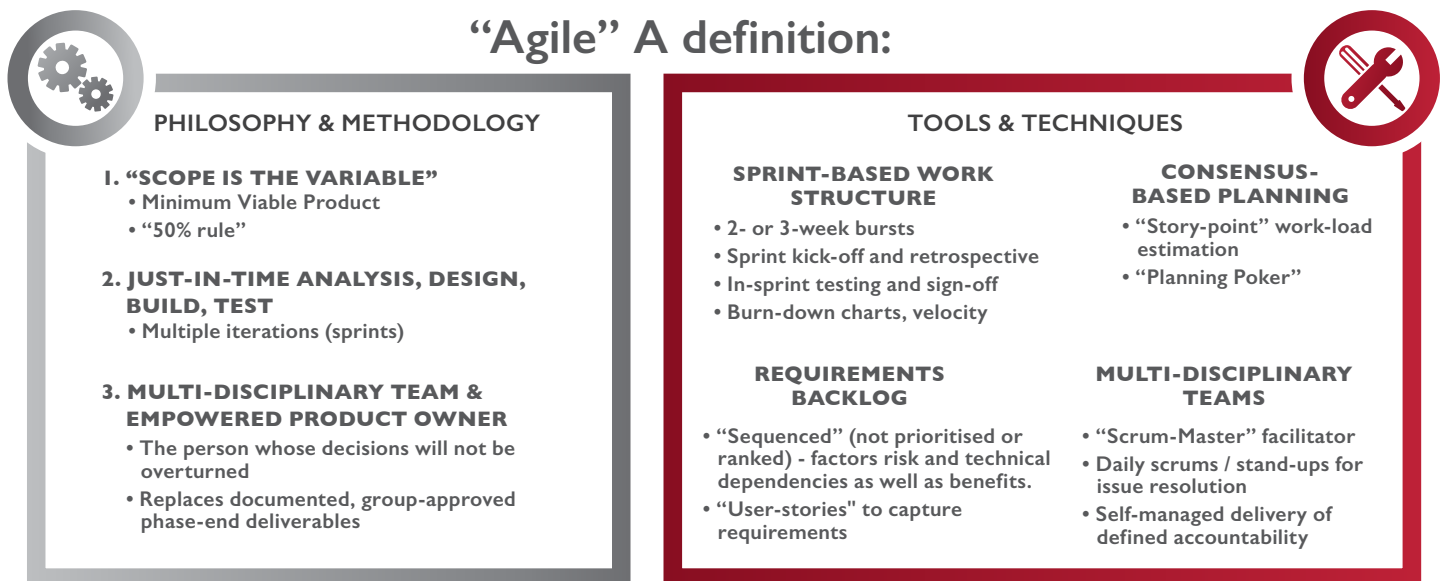 “Agile” A definition:
PHILOSOPHY & METHODOLOGY
1. “SCOPE IS THE VARIABLE”
• Minimum Viable Product
• “50% rule”
2. JUST-IN-TIME ANALYSIS, DESIGN,
BUILD, TEST
• Multiple iterations (sprints)
3. MULTI-DISCIPLINARY TEAM &
EMPOWERED PRODUCT OWNER
• The person whose decisions will not be
overturned
• Replaces documented, group-approved
phase-end deliverables
TOOLS & TECHNIQUES
SPRINT-BASED WORK
STRUCTURE
• 2- or 3-week bursts
• Sprint kick-off and retrospective
• In-sprint testing and sign-off
• Burn-down charts, velocity
CONSENSUS-
BASED PLANNING
• “Story-point” work-load
estimation
• “Planning Poker”
REQUIREMENTS
BACKLOG
• “Sequenced” (not prioritised or
ranked) - factors risk and technical
dependencies as well as benefits.
• “User-stories" to capture
requirements
MULTI-DISCIPLINARY
TEAMS
• “Scrum-Master” facilitator
• Daily scrums / stand-ups for
issue resolution
• Self-managed delivery of
defined accountability